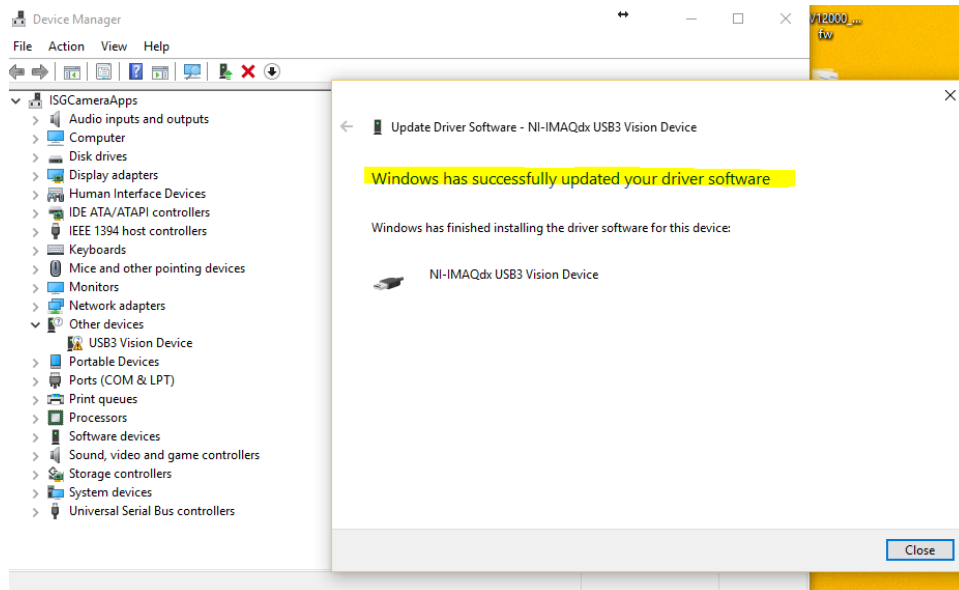 Device Manager
File Action View Help
ISGCameraApps
Audio inputs and outputs
Computer
Disk drives
Display adapters
Human Interface Devices
IDE ATA/ATAPI controllers
IEEE 1394 host controllers
Keyboards
Mice and other pointing devices
Monitors
Network adapters
Other devices
USB3 Vision Device
Portable Devices
Ports (COM & LPT)
Print queues
Processors
Software devices
Sound, video and game controllers
Storage controllers
System devices
Universal Serial Bus controllers
Update Driver Software - NI-IMAQdx USB3 Vision Device
Windows has successfully updated your driver software
Windows has finished installing the driver software for this device:
NI-IMAQdx USB3 Vision Device
Close
fw